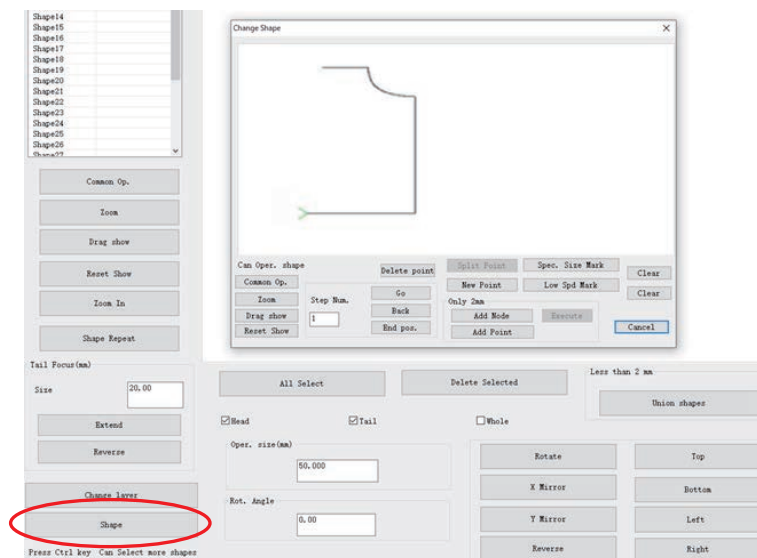 Shape14
Shape15
Shape16
Shape17
Shape18
Shape19
Shape20
Shape21
Shape22
Shape23
Shape24
Shape25
Shape26
Shape27
Common Op.
Zoom
Drag show
Reset Show
Zoom In
Shape Repeat
Tail Focus(mm)
Size 20.00
Extend
Reverse
Change layer
Shape
Press Ctrl key Can Select more shapes
Change Shape
Can Oper. shape
Common Op.
Zoom
Drag show
Reset Show
Step Num.
1
Delete point
Go
Back
End pos.
Split Point
Spec. Size Mark
Clear
New Point
Low Spd Mark
Clear
Only 2mm
Add Node
Execute
Add Point
Cancel
All Select
Delete Selected
Less than 2 mm
Union shapes
Head
Tail
Whole
Oper. size(mm)
50.000
Rot. Angle
0.00
Rotate
Top
X Mirror
Bottom
Y Mirror
Left
Reverse
Right